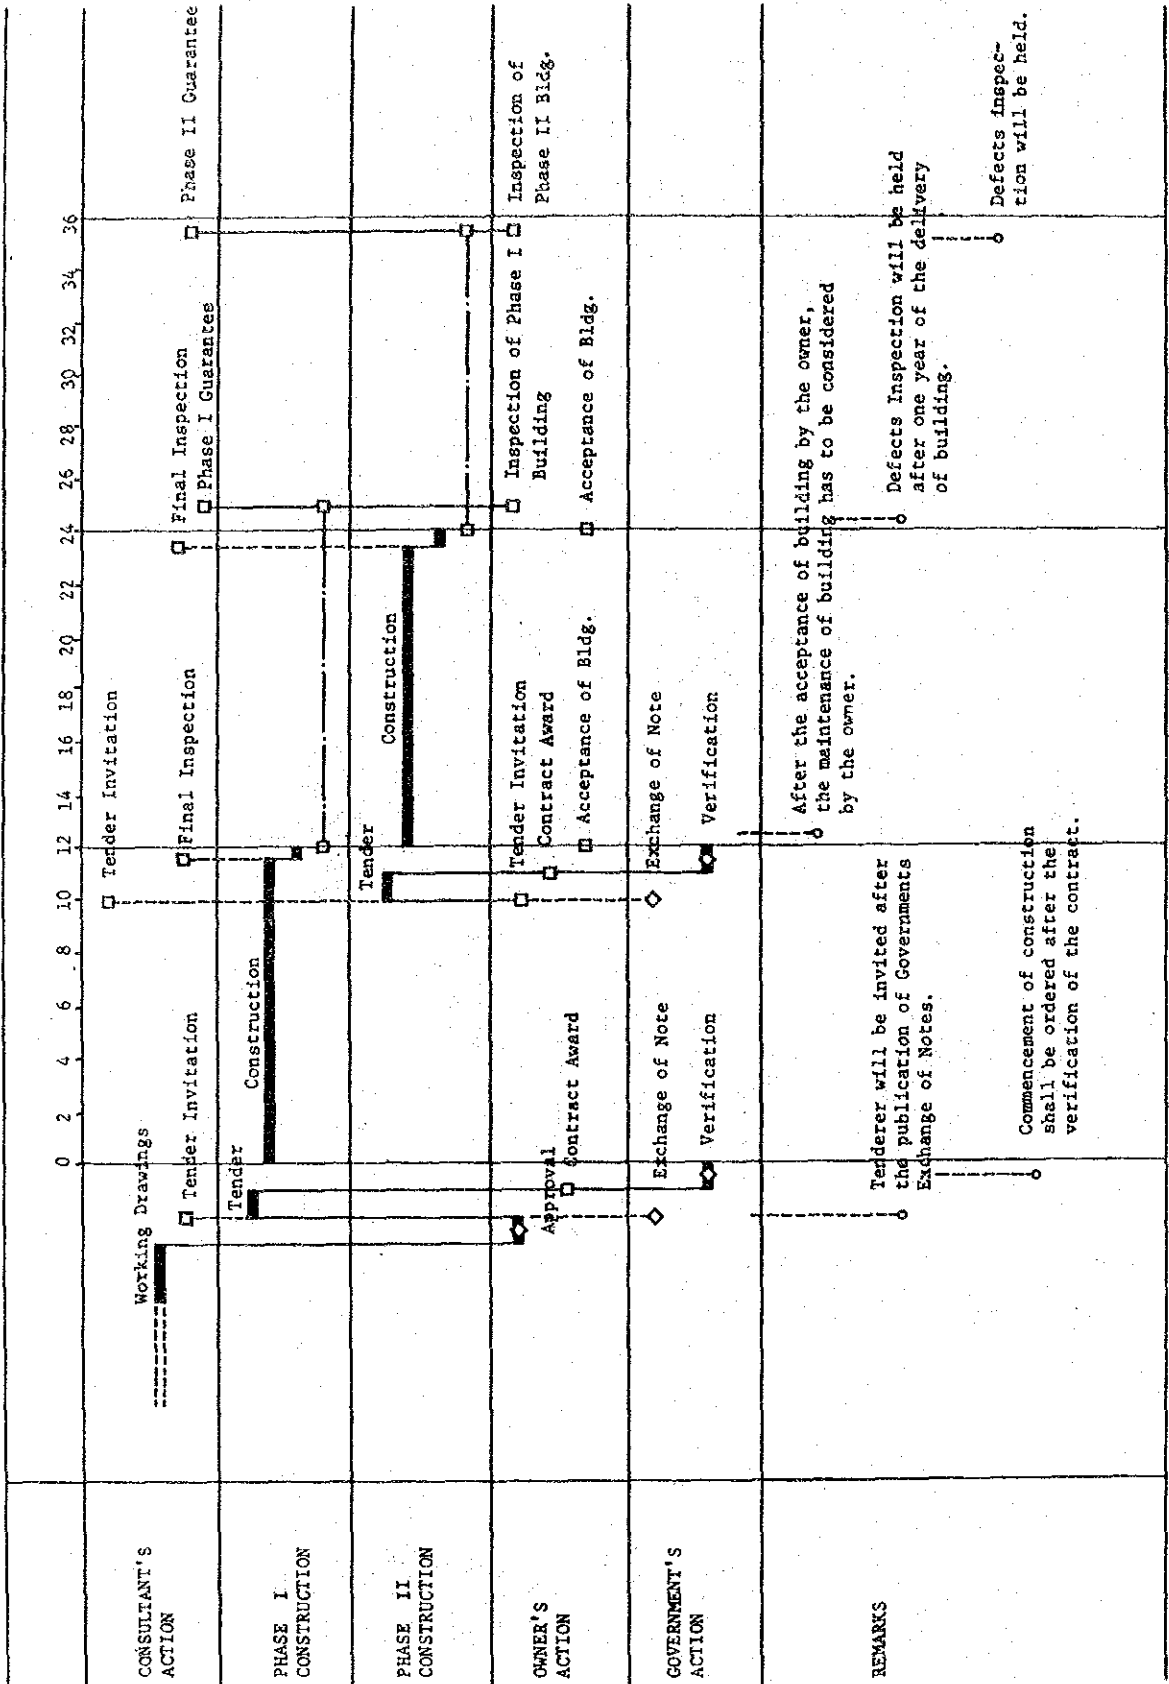 0 2 4 6 8 10 12 14 16 18 20 22 24 26 28 30 32 34 36
CONSULTANT'S
ACTION
Working Drawings
Tender Invitation
Tender Invitation
Final Inspection
Final Inspection
Phase I Guarantee
Phase II Guarantee
PHASE I
CONSTRUCTION
Tender
Construction
PHASE II
CONSTRUCTION
Tender
Construction
OWNER'S
ACTION
Approval
Contract Award
Tender Invitation
Contract Award
Acceptance of Bldg.
Inspection of Phase I
Building
Acceptance of Bldg.
Inspection of
Phase II Bldg.
GOVERNMENT'S
ACTION
Exchange of Note
Verification
Exchange of Note
Verification
REMARKS
Tenderer will be invited after
the publication of Governments
Exchange of Notes.
Commencement of construction
shall be ordered after the
verification of the contract.
After the acceptance of building by the owner,
the maintenance of building has to be considered
by the owner.
Defects Inspection will be held
after one year of the delivery
of building.
Defects inspec-
tion will be held.